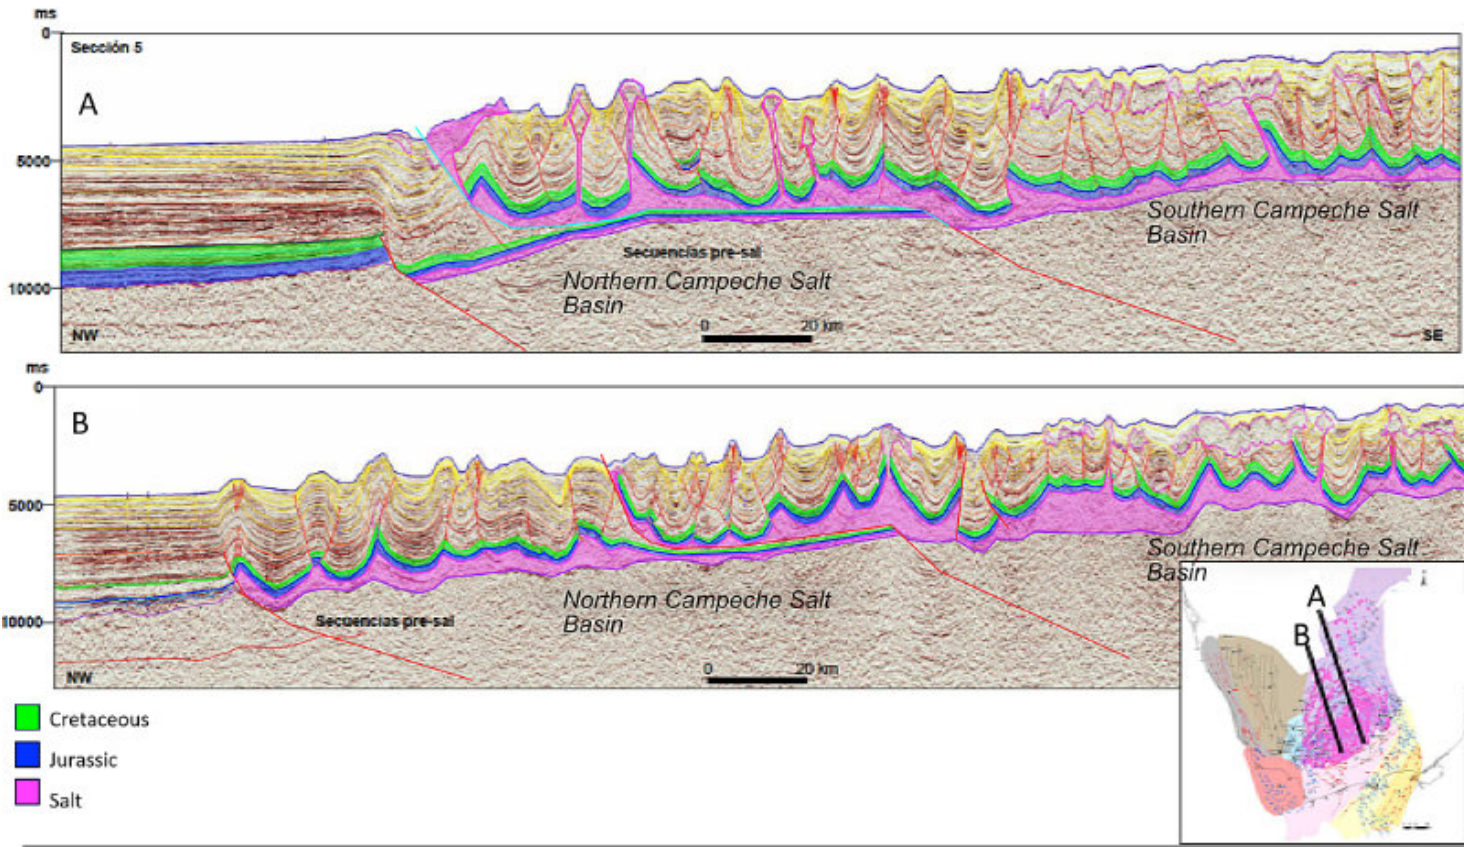 ms
0
Sección 5
A
5000
Southern Campeche Salt
Basin
Secuencias pre-sal
Northern Campeche Salt
Basin
10000
0 20 km
NW
SE
ms
0
B
5000
Southern Campeche Salt
Basin
Northern Campeche Salt
Basin
Secuencias pre-sal
10000
0 20 km
NW
A
B
Cretaceous
Jurassic
Salt